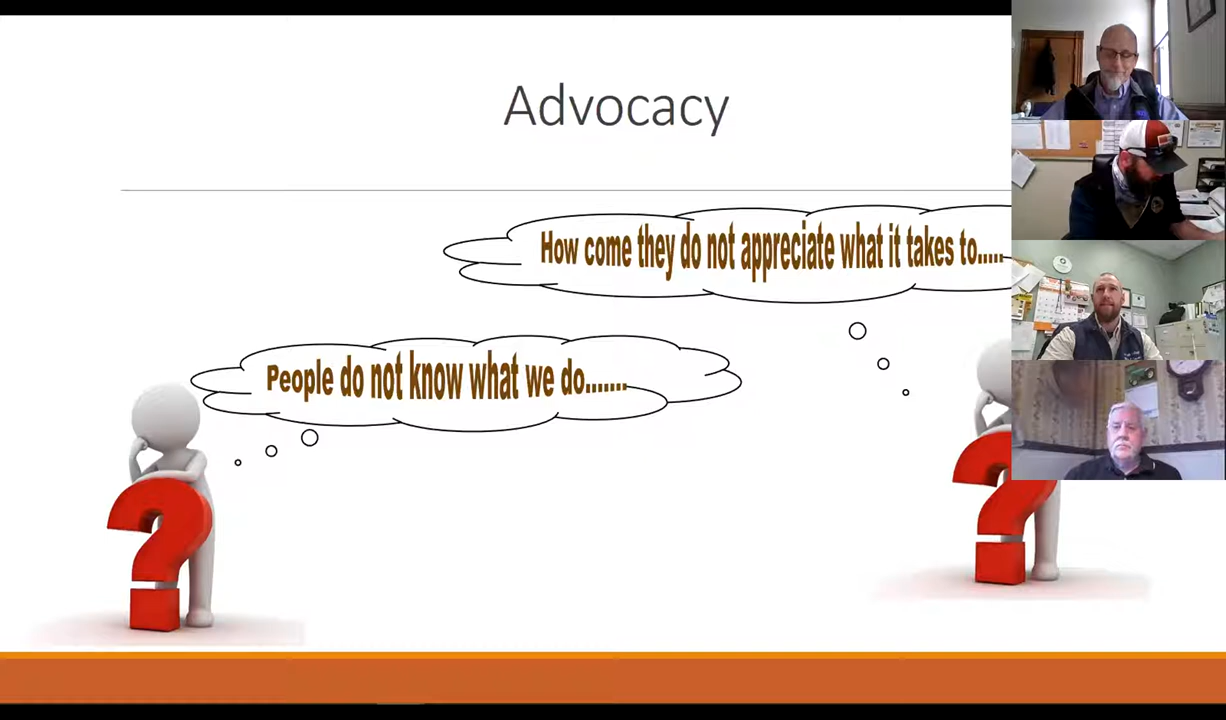 Advocacy
How come they do not appreciate what it takes to.....
People do not know what we do.......